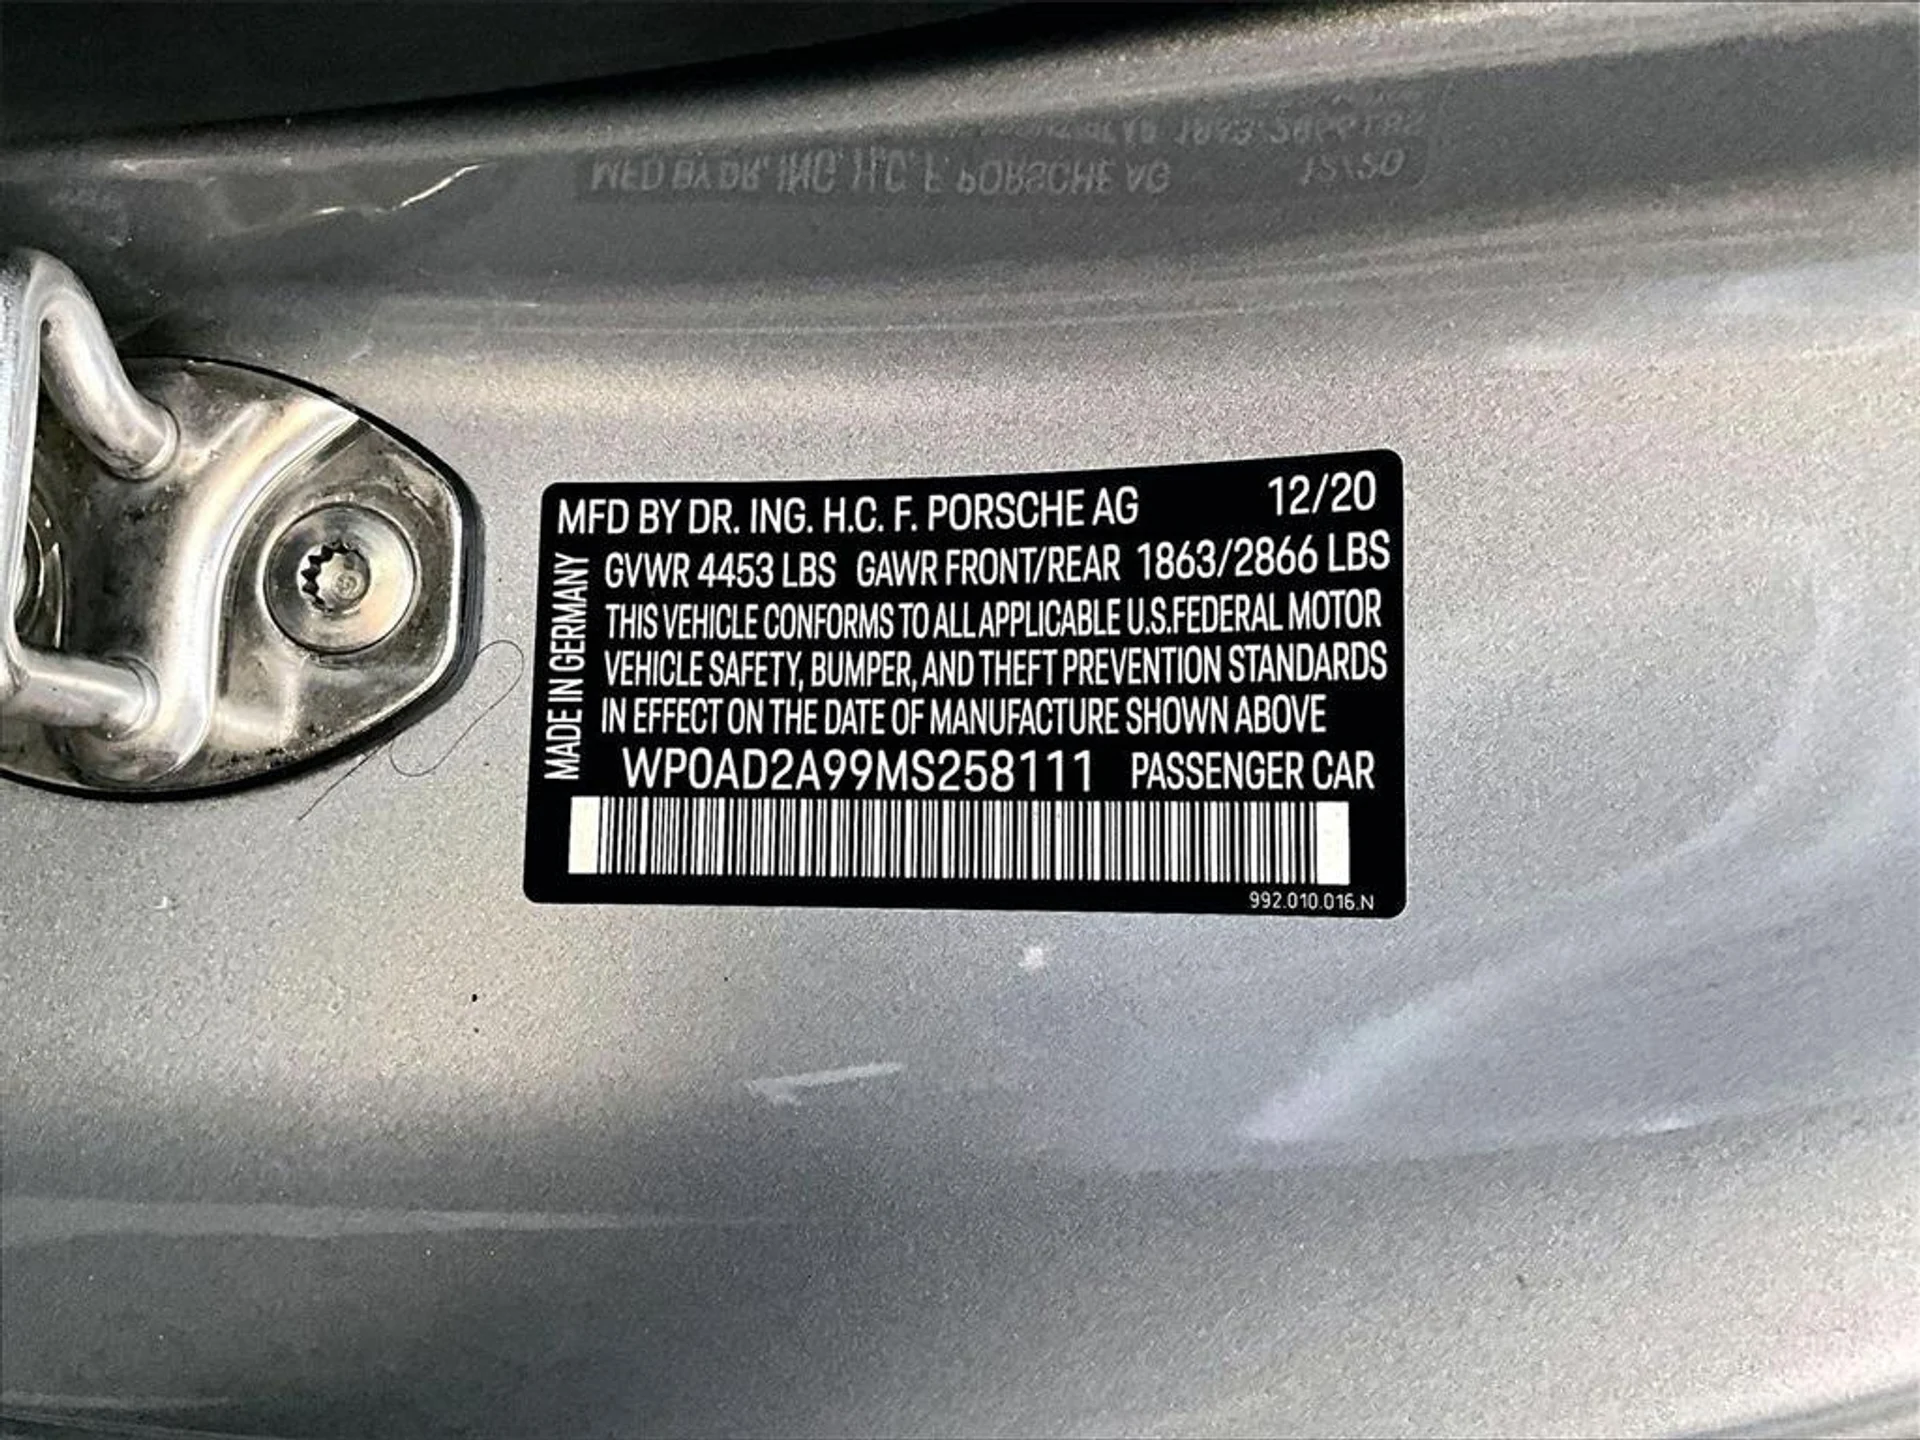 MFD BY DR. ING. H.C. F. PORSCHE AG 12/20
GVWR 4453 LBS GAWR FRONT/REAR 1863/2866 LBS
THIS VEHICLE CONFORMS TO ALL APPLICABLE U.S.FEDERAL MOTOR
VEHICLE SAFETY, BUMPER, AND THEFT PREVENTION STANDARDS
IN EFFECT ON THE DATE OF MANUFACTURE SHOWN ABOVE
WP0AD2A99MS258111 PASSENGER CAR
MADE IN GERMANY
992.010.016.N